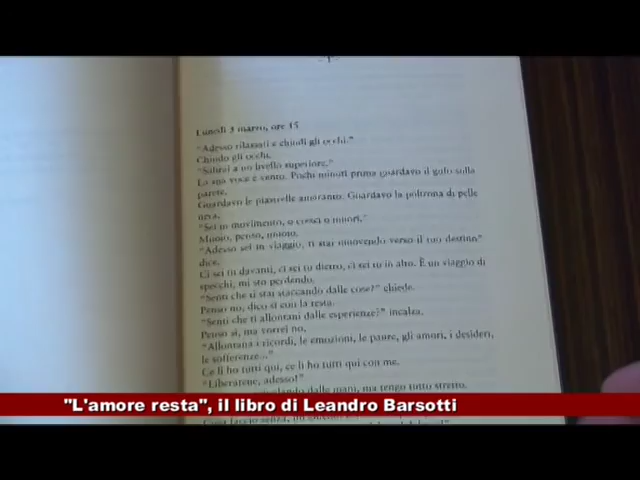 Lunedì 3 marzo, ore 15
"Adesso rilassati e chiudi gli occhi."
Chiudo gli occhi.
"Salirai a un livello superiore."
La sua voce è vento. Pochi minuti prima guardavo il gufo sulla
parete.
Guardavo le piastrelle amaranto. Guardavo la poltrona di pelle
nera.
"Sei in movimento, o cresci o muori."
Muoio, penso, muoio.
"Adesso sei in viaggio, ti stai muovendo verso il tuo destino"
dice.
Ci sei tu davanti, ci sei tu dietro, ci sei tu in alto. È un viaggio di
specchi, mi sto perdendo.
"Senti che ti stai staccando dalle cose?" chiede.
Penso no, dico sì con la testa.
"Senti che ti allontani dalle esperienze?" incalza.
Penso sì, ma vorrei no.
"Allontana i ricordi, le emozioni, le paure, gli amori, i desideri,
le sofferenze..."
Ce li ho tutti qui, ce li ho tutti qui con me.
"Liberatene, adesso!"
dalle mani, ma tengo tutto stretto.
"L'amore resta", il libro di Leandro Barsotti